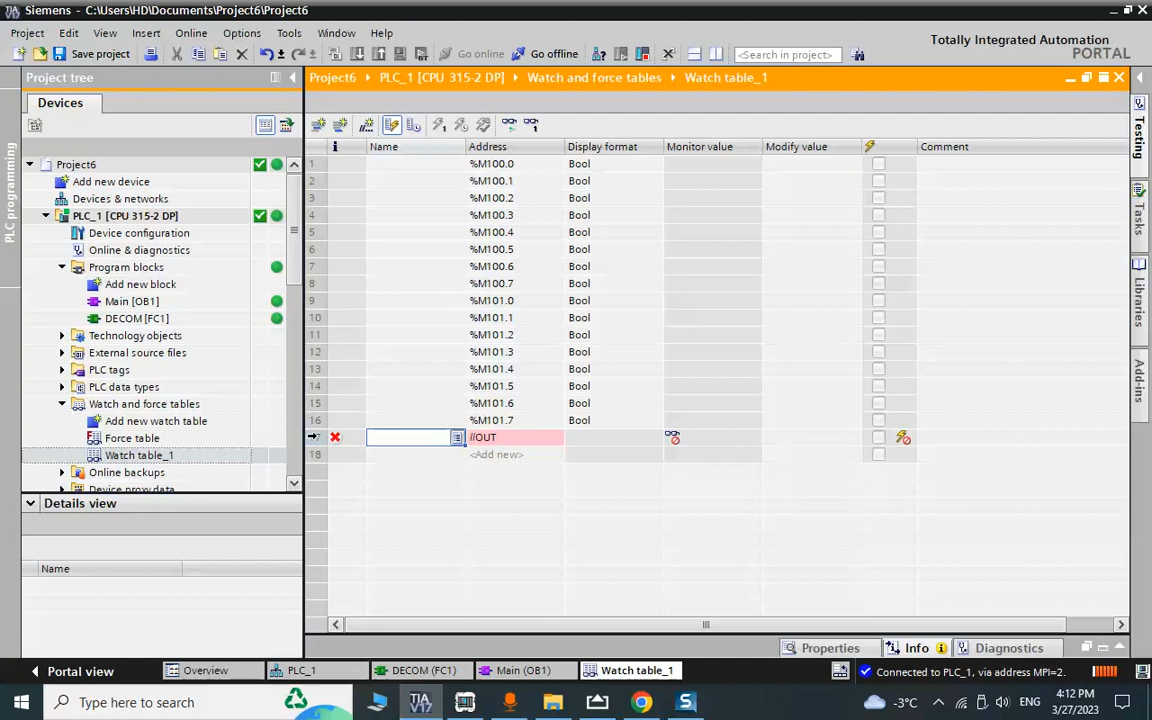 Siemens - C:\Users\HD\Documents\Project6\Project6
Project Edit View Insert Online Options Tools Window Help
Totally Integrated Automation
PORTAL
Save project
Go online
Go offline
<Search in project>
Project tree
Project6 PLC_1 [CPU 315-2 DP] Watch and force tables Watch table_1
Devices
PLC programming
Project6
Add new device
Devices & networks
PLC_1 [CPU 315-2 DP]
Device configuration
Online & diagnostics
Program blocks
Add new block
Main [OB1]
DECOM [FC1]
Technology objects
External source files
PLC tags
PLC data types
Watch and force tables
Add new watch table
Force table
Watch table_1
Online backups
Device proxy data
Details view
Name
i Name Address Display format Monitor value Modify value Comment
1 %M100.0 Bool
2 %M100.1 Bool
3 %M100.2 Bool
4 %M100.3 Bool
5 %M100.4 Bool
6 %M100.5 Bool
7 %M100.6 Bool
8 %M100.7 Bool
9 %M101.0 Bool
10 %M101.1 Bool
11 %M101.2 Bool
12 %M101.3 Bool
13 %M101.4 Bool
14 %M101.5 Bool
15 %M101.6 Bool
16 %M101.7 Bool
//OUT
18 <Add new>
Testing
Tasks
Libraries
Add-ins
Properties Info Diagnostics
Portal view Overview PLC_1 DECOM (FC1) Main (OB1) Watch table_1
Connected to PLC_1, via address MPI=2.
Type here to search
TIA
V17
-3°C
ENG
4:12 PM
3/27/2023